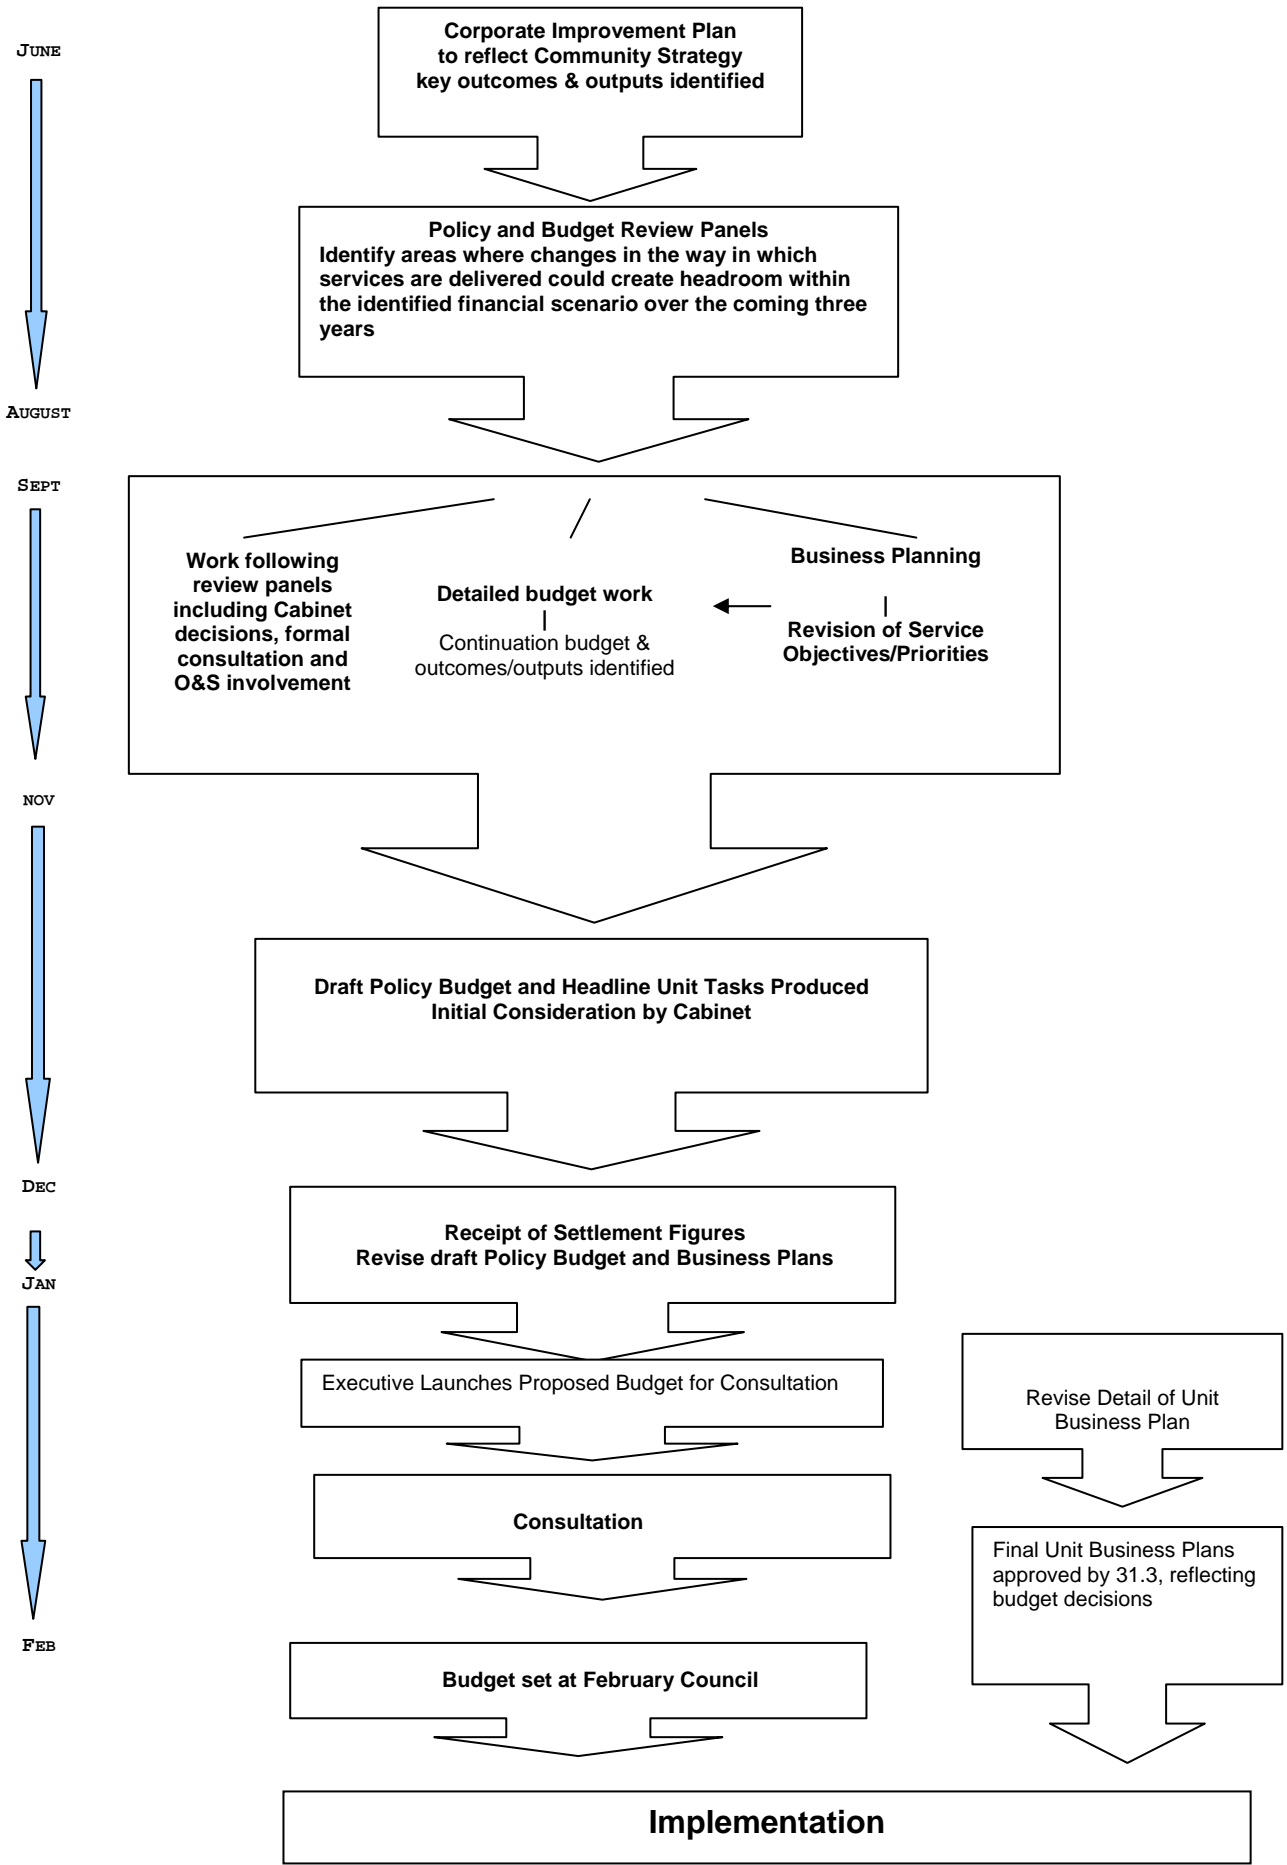 JUNE
Corporate Improvement Plan
to reflect Community Strategy
key outcomes & outputs identified
Policy and Budget Review Panels
Identify areas where changes in the way in which
services are delivered could create headroom within
the identified financial scenario over the coming three
years
AUGUST
SEPT
Work following
review panels
including Cabinet
decisions, formal
consultation and
O&S involvement
Detailed budget work
Continuation budget &
outcomes/outputs identified
Business Planning
Revision of Service
Objectives/Priorities
NOV
Draft Policy Budget and Headline Unit Tasks Produced
Initial Consideration by Cabinet
DEC
Receipt of Settlement Figures
Revise draft Policy Budget and Business Plans
JAN
Executive Launches Proposed Budget for Consultation
Revise Detail of Unit
Business Plan
Consultation
Final Unit Business Plans
approved by 31.3, reflecting
budget decisions
FEB
Budget set at February Council
Implementation